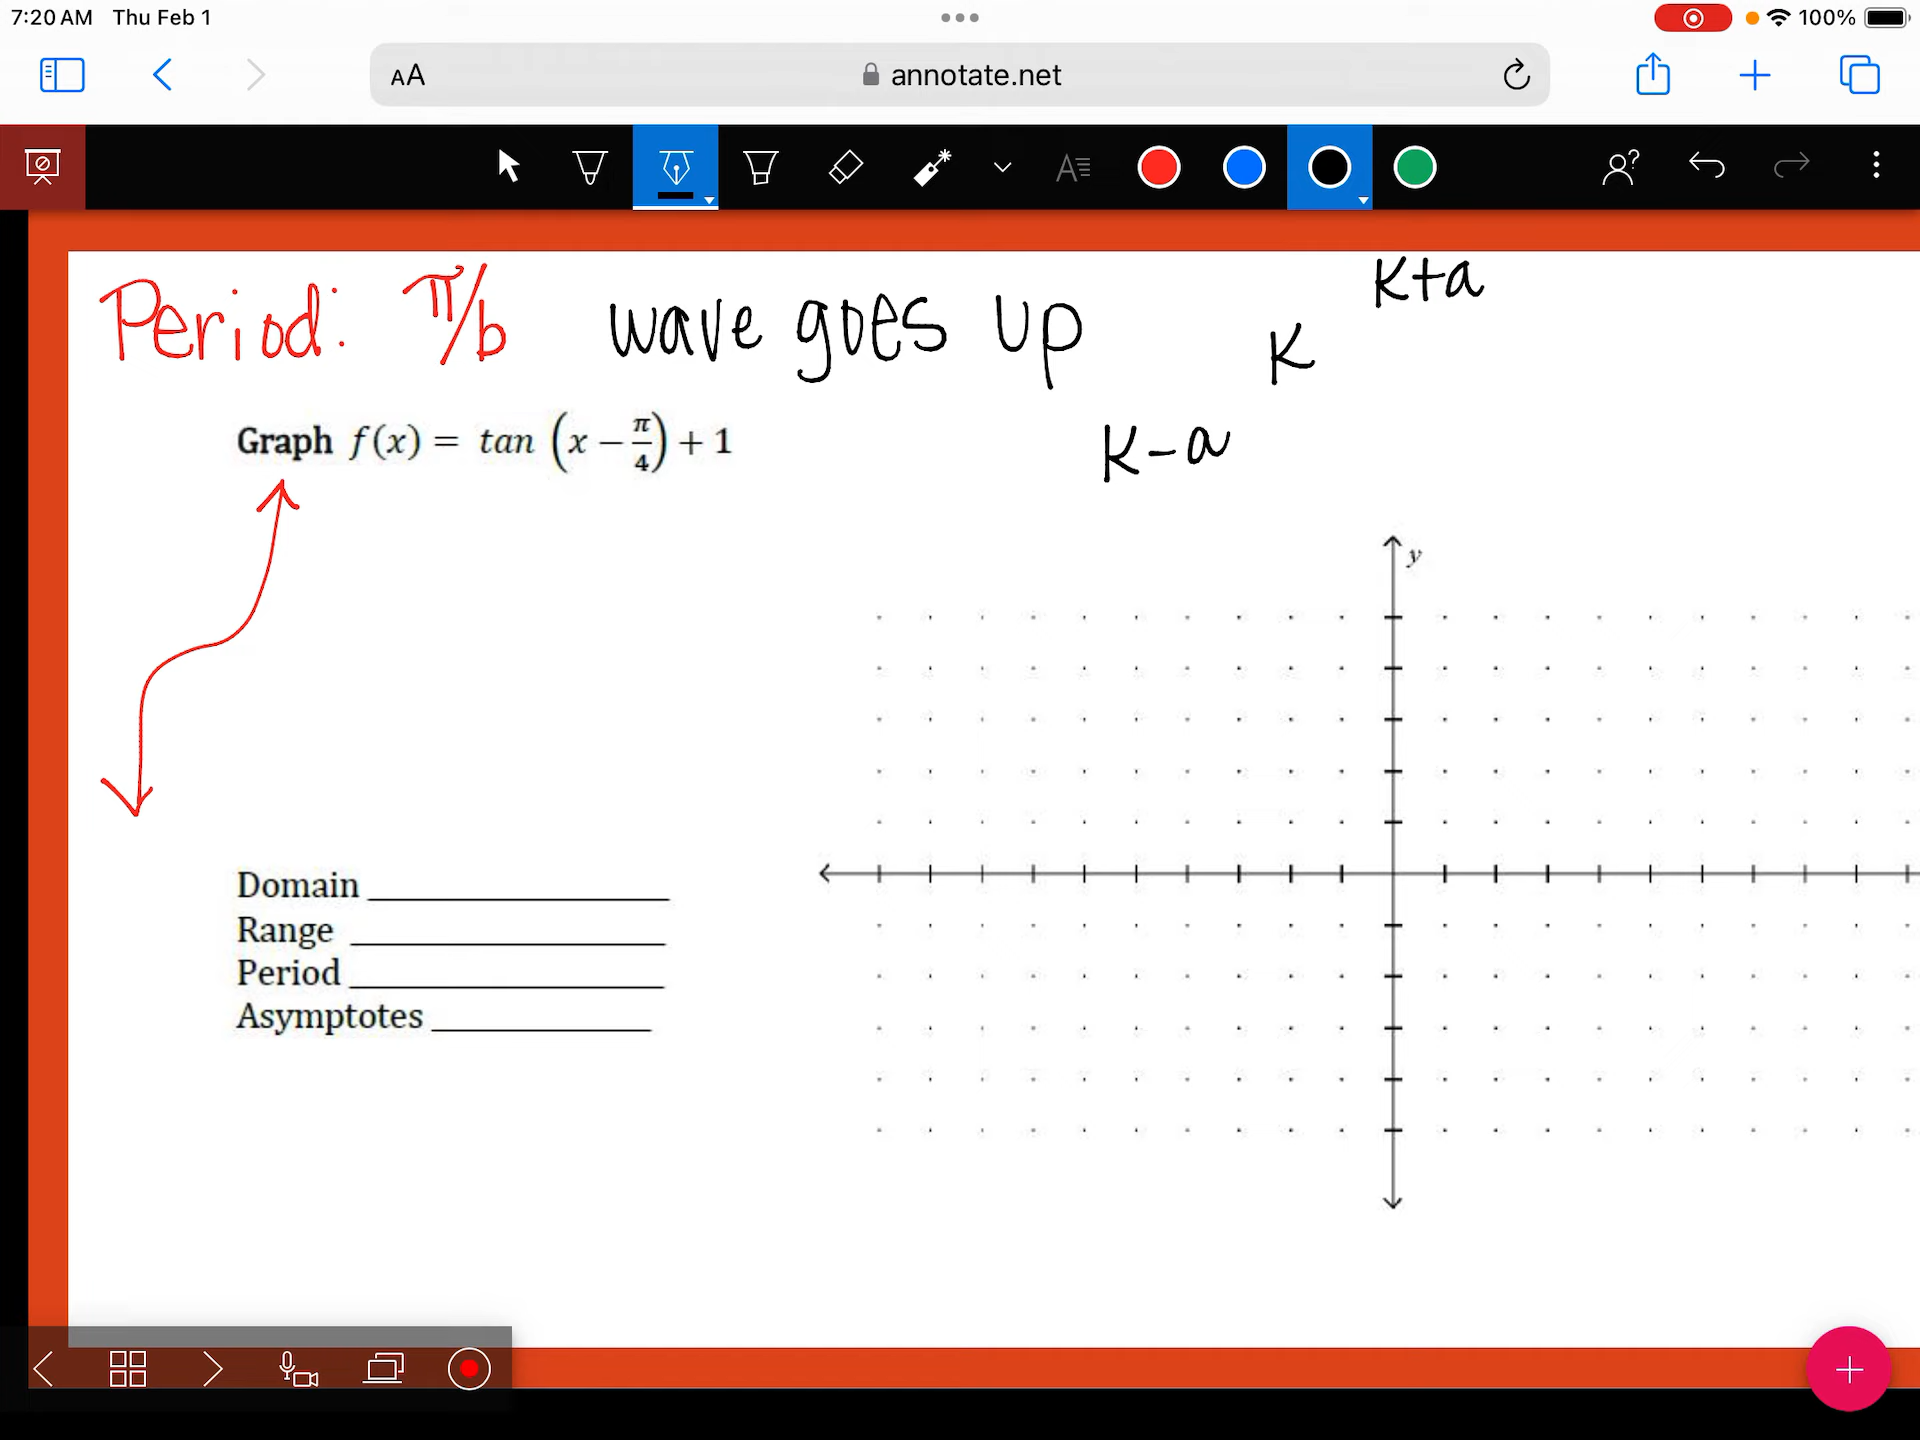 7:20 AM Thu Feb 1
100%
AA annotate.net
Period: π/b wave goes up
k-a k k+a
Graph f(x) = tan (x − π/4) + 1
y
Domain
Range
Period
Asymptotes